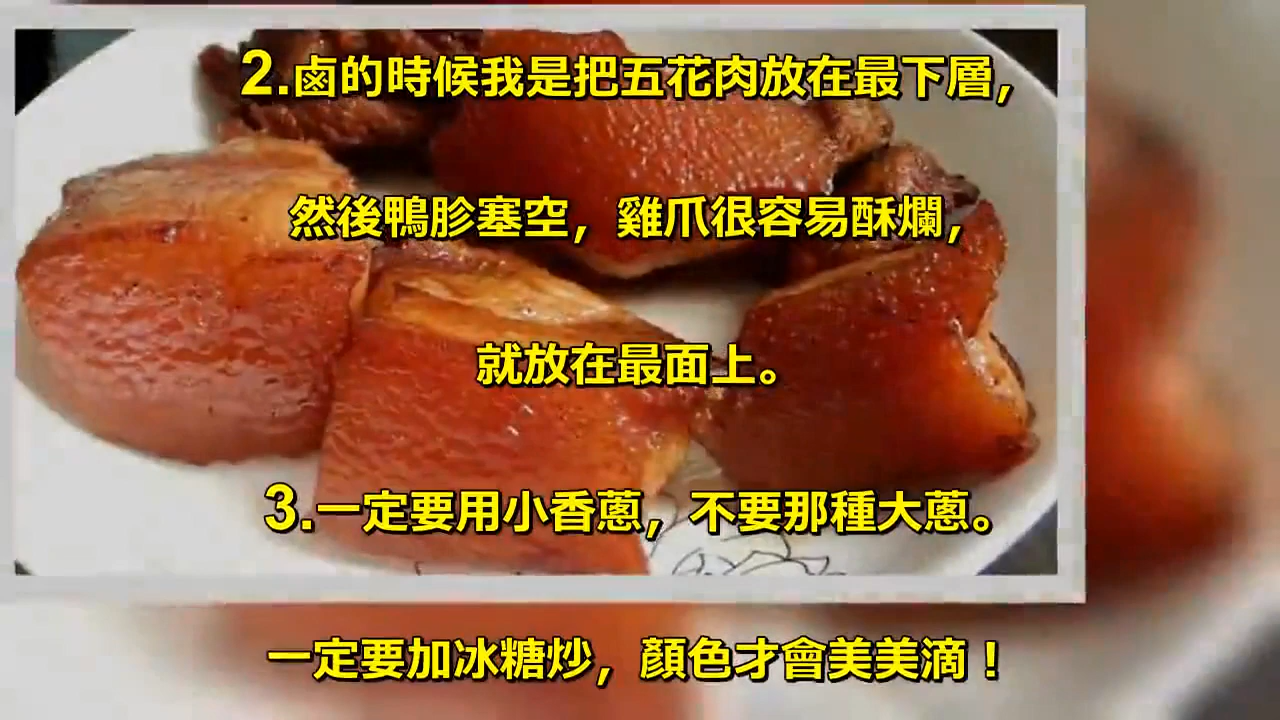 2.鹵的時候我是把五花肉放在最下層，
然後鴨胗塞空，雞爪很容易酥爛，
就放在最面上。
3.一定要用小香蔥，不要那種大蔥。
一定要加冰糖炒，顏色才會美美滴！